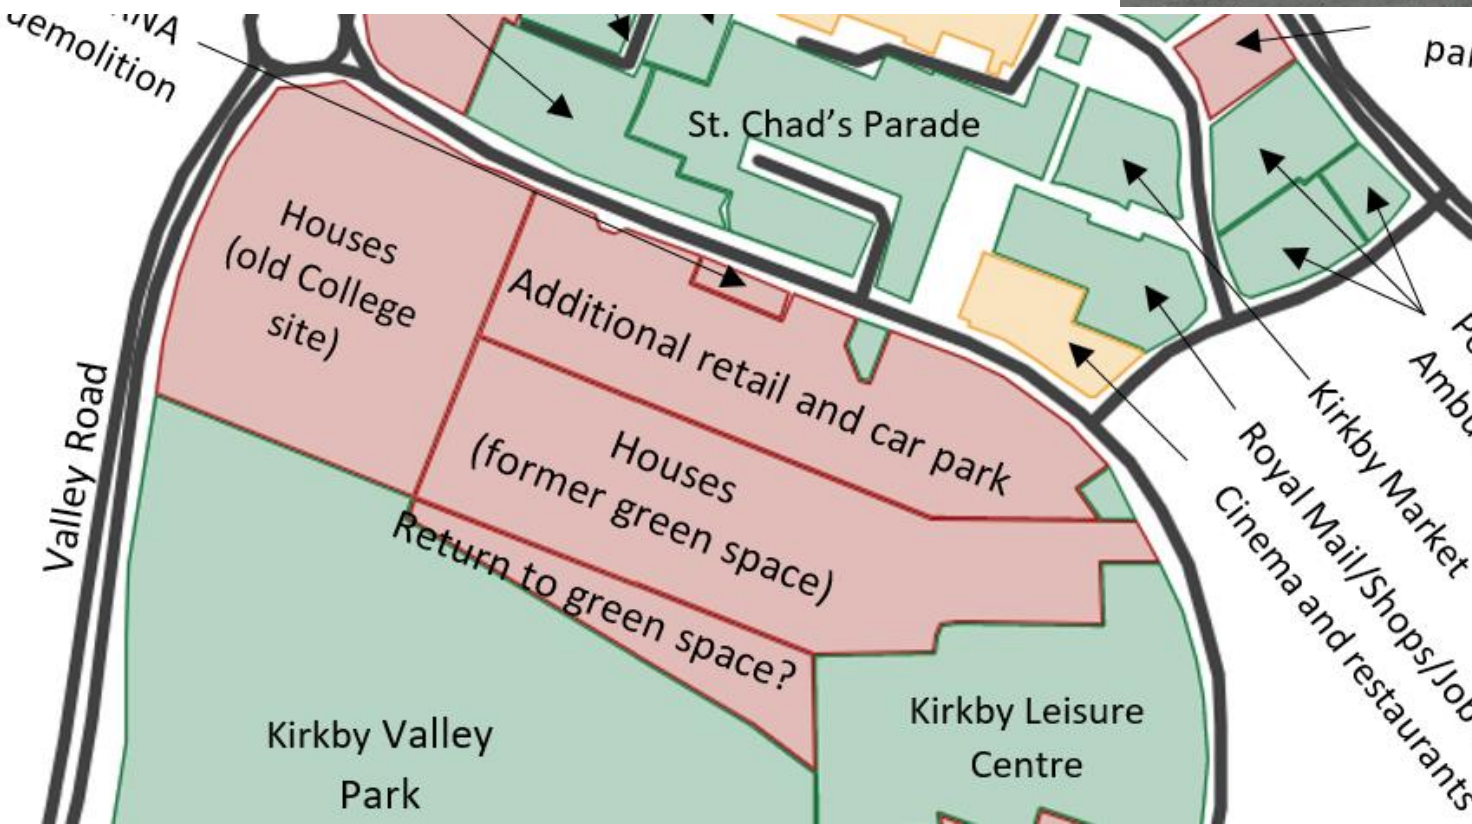 demolition
St. Chad's Parade
Houses
(old College
site)
Additional retail and car park
Houses
(former green space)
Return to green space?
Valley Road
Kirkby Valley
Park
Kirkby Leisure
Centre
Kirkby Market
Royal Mail/Shops/Job
Cinema and restaurants